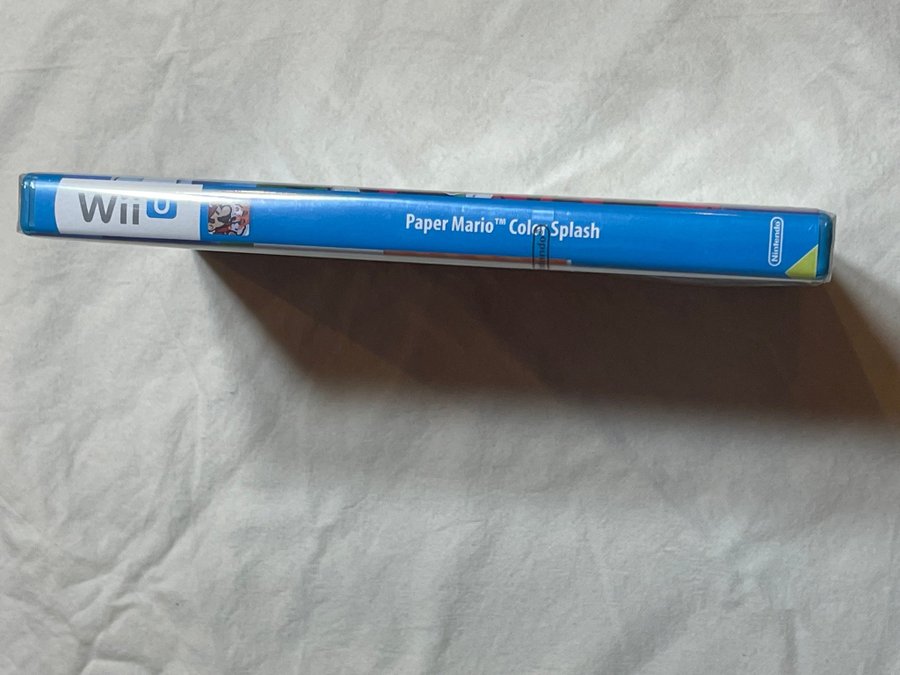 Wii U
Paper Mario™ Color Splash
Nintendo